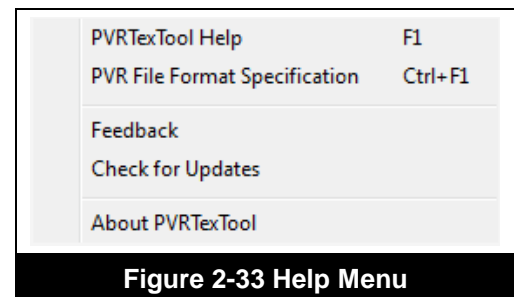 PVRTexTool Help F1
PVR File Format Specification Ctrl+F1
Feedback
Check for Updates
About PVRTexTool
Figure 2-33 Help Menu